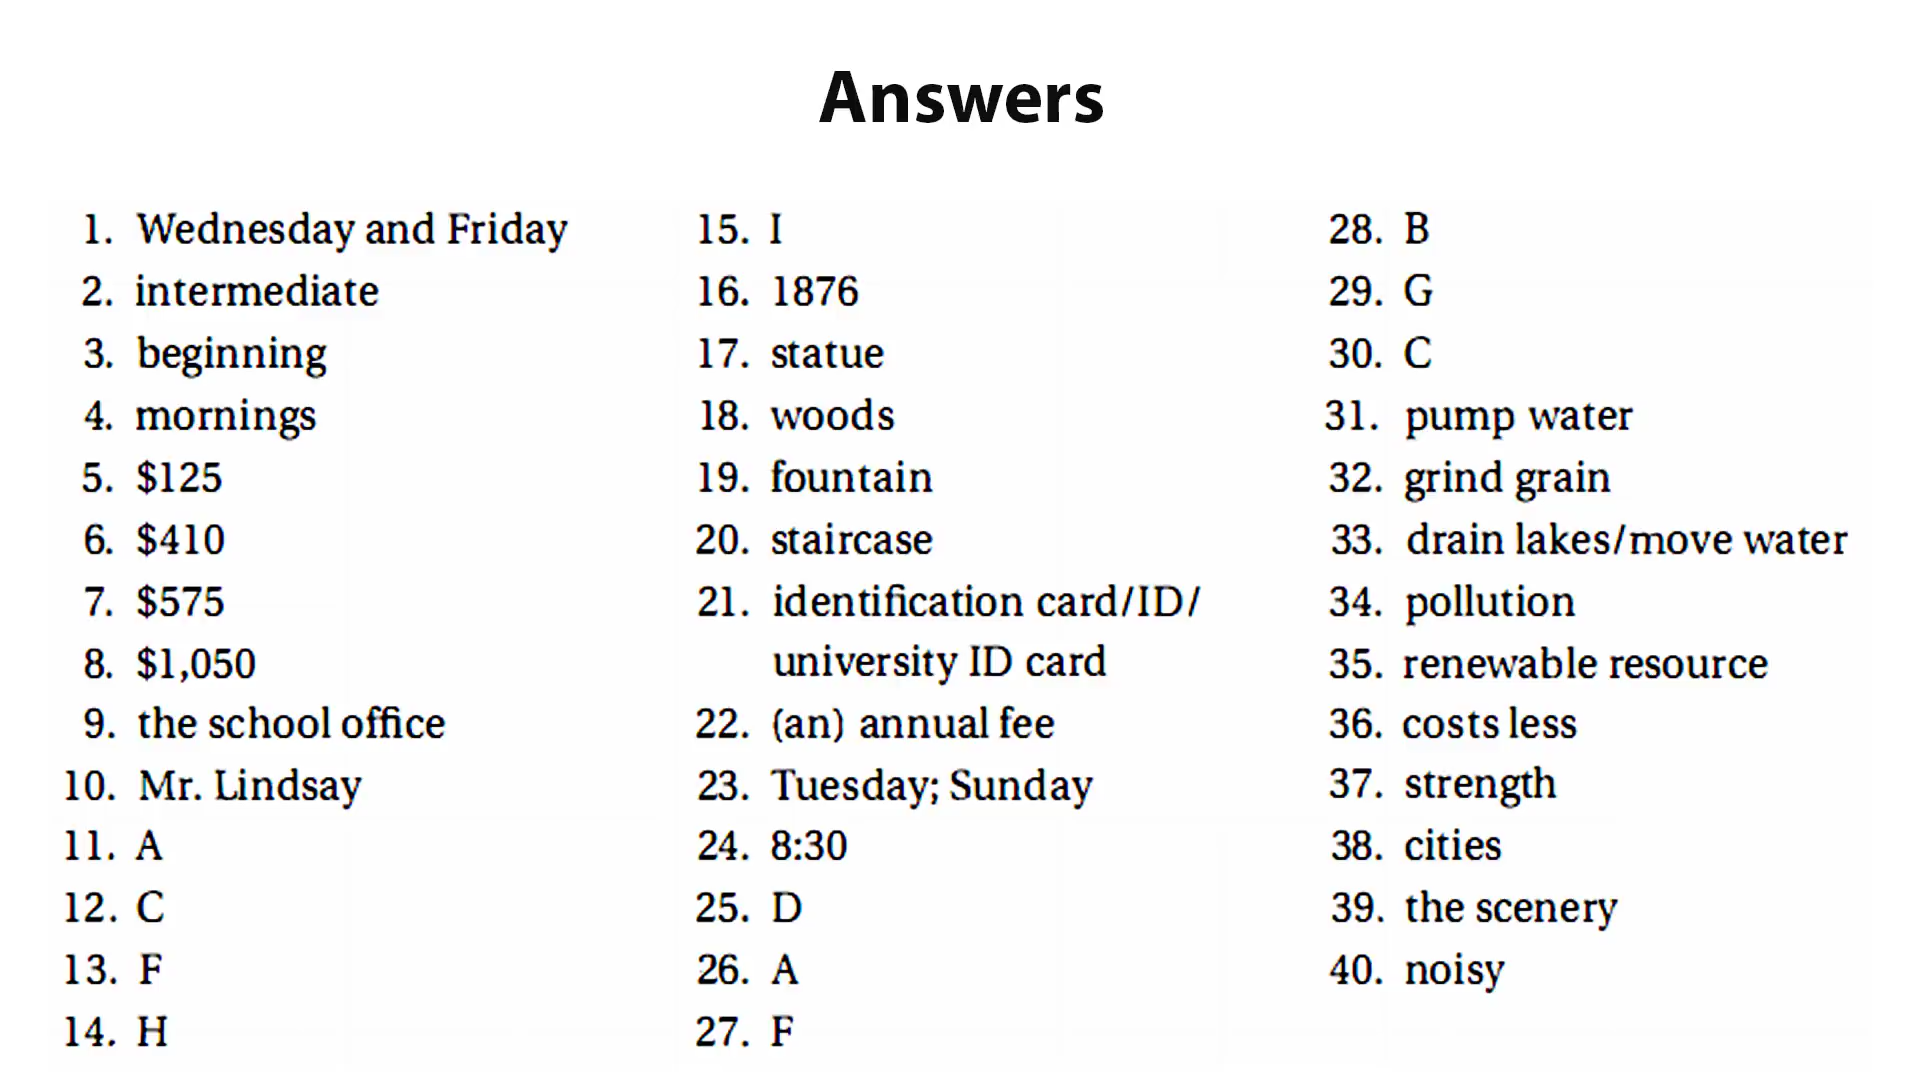 Answers
1. Wednesday and Friday
2. intermediate
3. beginning
4. mornings
5. $125
6. $410
7. $575
8. $1,050
9. the school office
10. Mr. Lindsay
11. A
12. C
13. F
14. H
15. I
16. 1876
17. statue
18. woods
19. fountain
20. staircase
21. identification card/ID/
university ID card
22. (an) annual fee
23. Tuesday; Sunday
24. 8:30
25. D
26. A
27. F
28. B
29. G
30. C
31. pump water
32. grind grain
33. drain lakes/move water
34. pollution
35. renewable resource
36. costs less
37. strength
38. cities
39. the scenery
40. noisy